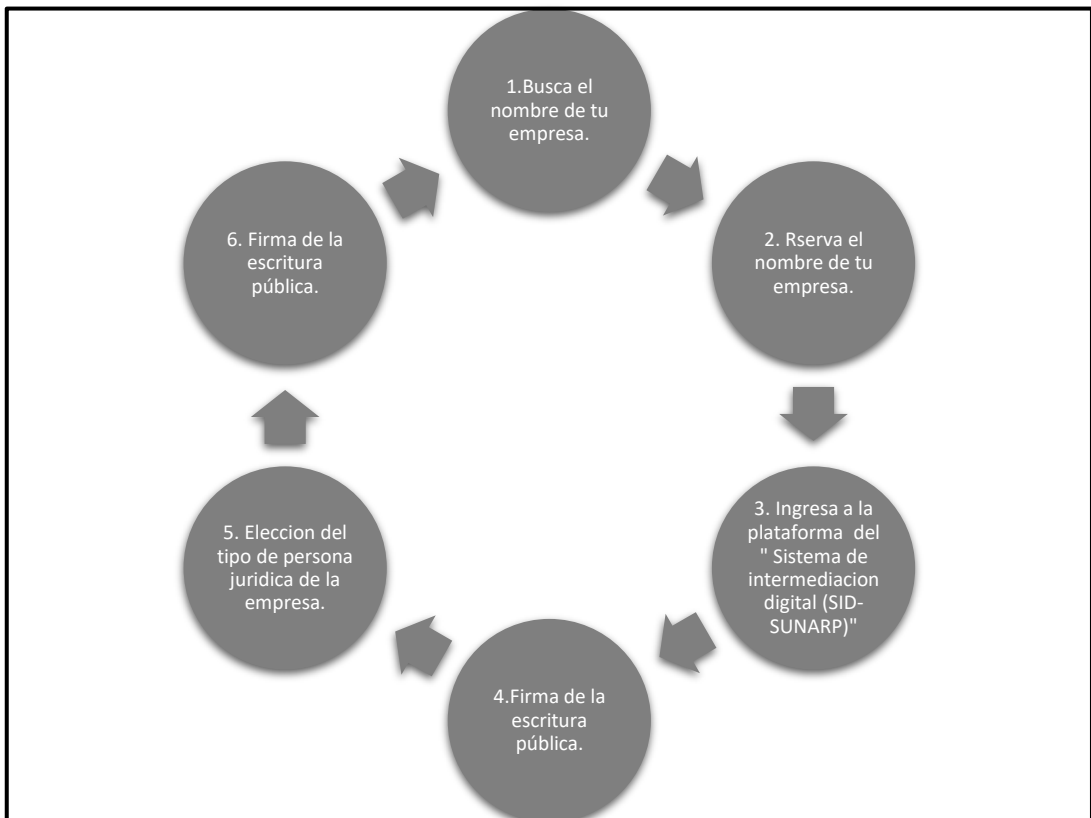 1.Busca el
nombre de tu
empresa.
2. Rserva el
nombre de tu
empresa.
3. Ingresa a la
plataforma  del
" Sistema de
intermediacion
digital (SID-
SUNARP)"
4.Firma de la
escritura
pública.
5. Eleccion del
tipo de persona
juridica de la
empresa.
6. Firma de la
escritura
pública.